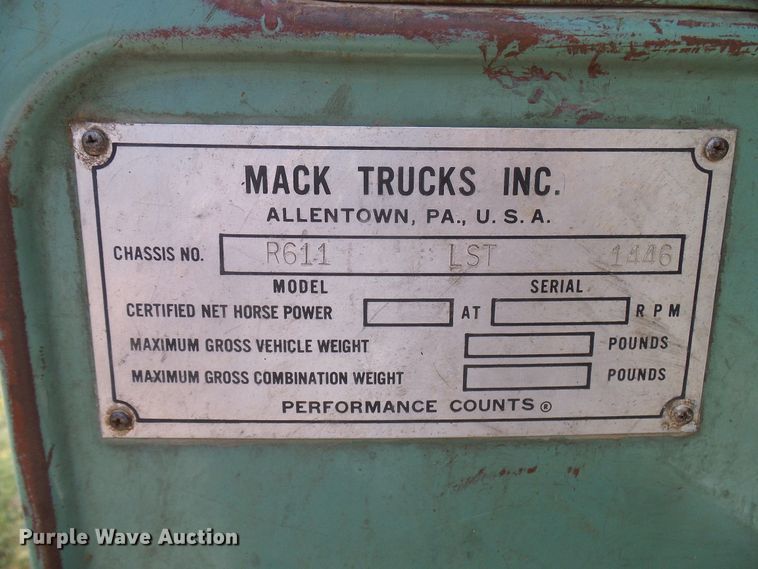 MACK TRUCKS INC.
ALLENTOWN, PA., U. S. A.
CHASSIS NO. R611 LST 1446
MODEL SERIAL
CERTIFIED NET HORSE POWER AT RPM
MAXIMUM GROSS VEHICLE WEIGHT POUNDS
MAXIMUM GROSS COMBINATION WEIGHT POUNDS
PERFORMANCE COUNTS ®
Purple Wave Auction